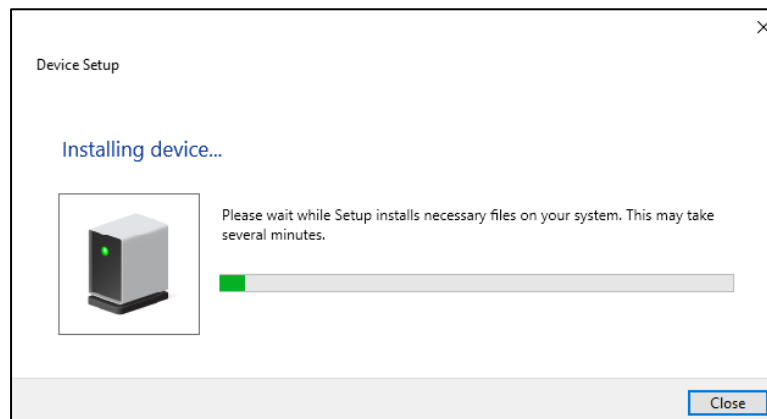 Device Setup
Installing device...
Please wait while Setup installs necessary files on your system. This may take
several minutes.
Close